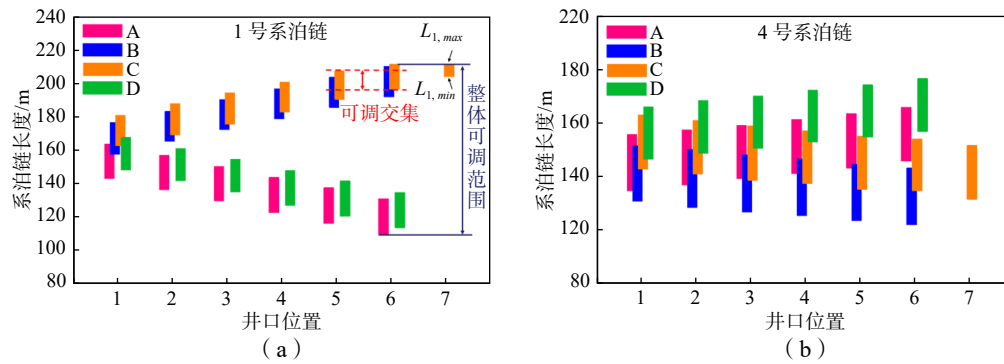 1 号系泊链
A
B
C
D
L1, max
L1, min
可调交集
整体可调范围
系泊链长度/m
240
220
200
180
160
140
120
100
80
1 2 3 4 5 6 7
井口位置
(a)
4 号系泊链
A
B
C
D
系泊链长度/m
220
200
180
160
140
120
100
1 2 3 4 5 6 7
井口位置
(b)